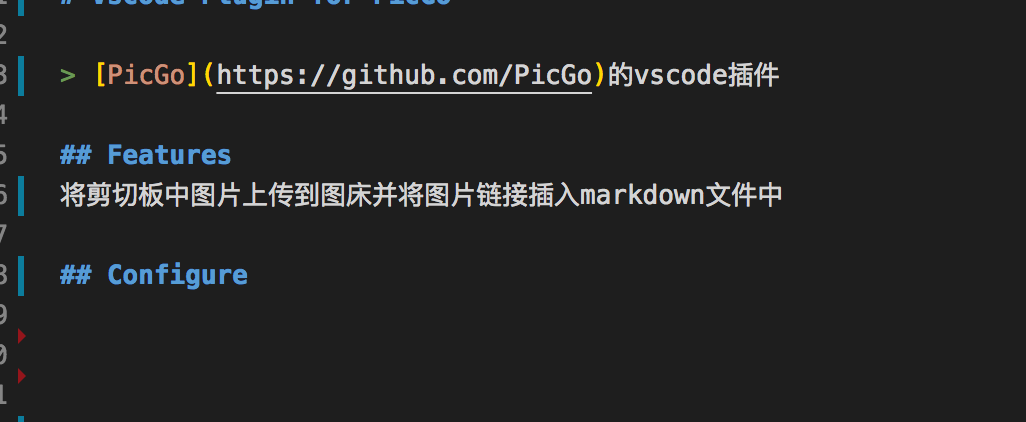 # vscode Plugin for PicGo
2
3 > [PicGo](https://github.com/PicGo)的vscode插件
4
5 ## Features
6 将剪切板中图片上传到图床并将图片链接插入markdown文件中
7
8 ## Configure
9
0
1